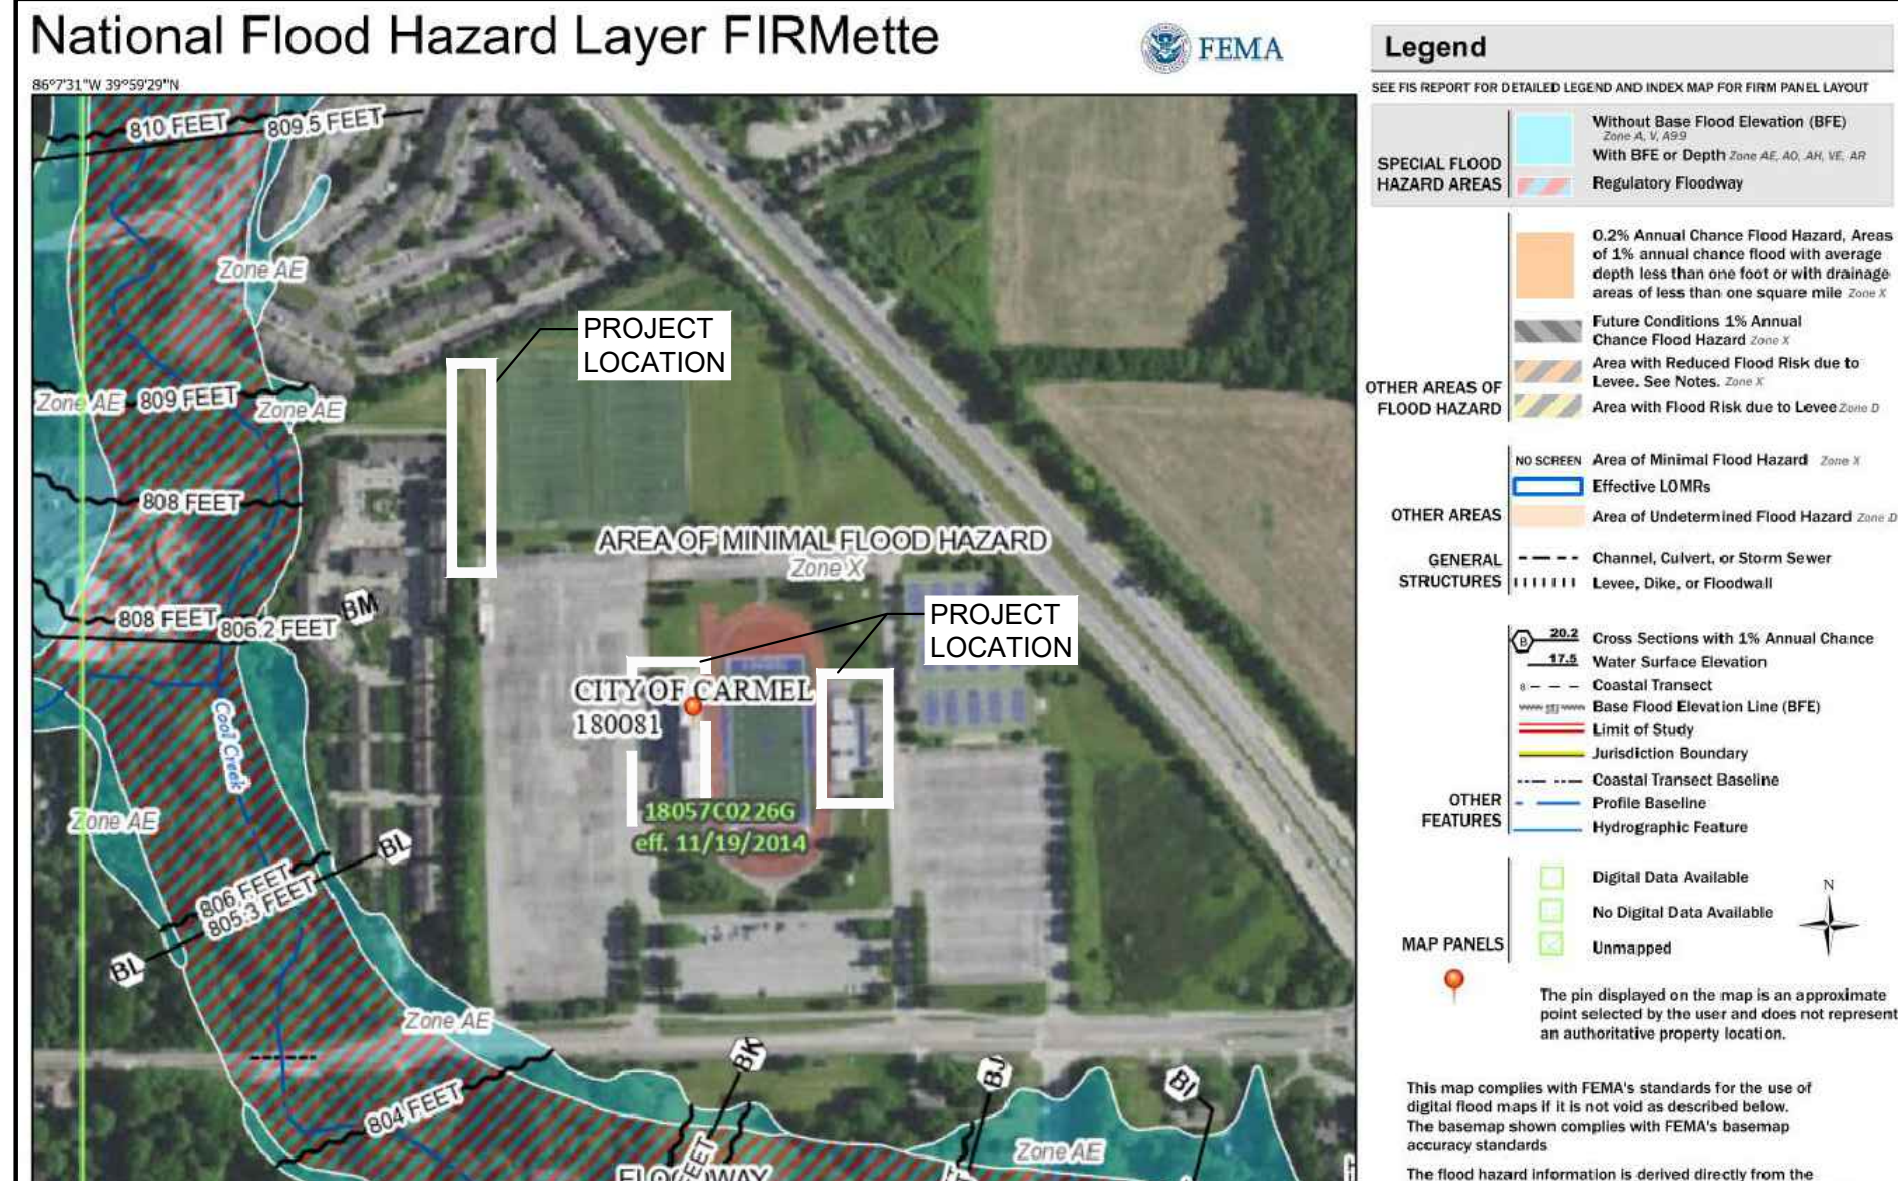 National Flood Hazard Layer FIRMette
FEMA
86°7'31"W 39°59'29"N
810 FEET
809.5 FEET
Zone AE
PROJECT
LOCATION
Zone AE
809 FEET
Zone AE
808 FEET
AREA OF MINIMAL FLOOD HAZARD
Zone X
808 FEET
806.2 FEET
BM
PROJECT
LOCATION
CITY OF CARMEL
180081
Cool Creek
18057C0226G
eff. 11/19/2014
Zone AE
806 FEET
805.3 FEET
BL
BL
Zone AE
804 FEET
BK
BJ
BI
Zone AE
FLOODWAY
FEET
Legend
SEE FIS REPORT FOR DETAILED LEGEND AND INDEX MAP FOR FIRM PANEL LAYOUT
SPECIAL FLOOD
HAZARD AREAS
Without Base Flood Elevation (BFE)
Zone A, V, A99
With BFE or Depth Zone AE, AO, AH, VE, AR
Regulatory Floodway
OTHER AREAS OF
FLOOD HAZARD
0.2% Annual Chance Flood Hazard, Areas
of 1% annual chance flood with average
depth less than one foot or with drainage
areas of less than one square mile Zone X
Future Conditions 1% Annual
Chance Flood Hazard Zone X
Area with Reduced Flood Risk due to
Levee. See Notes. Zone X
Area with Flood Risk due to Levee Zone D
OTHER AREAS
NO SCREEN Area of Minimal Flood Hazard Zone X
Effective LOMRs
Area of Undetermined Flood Hazard Zone D
GENERAL
STRUCTURES
Channel, Culvert, or Storm Sewer
Levee, Dike, or Floodwall
OTHER
FEATURES
B 20.2 Cross Sections with 1% Annual Chance
17.5 Water Surface Elevation
8 Coastal Transect
513 Base Flood Elevation Line (BFE)
Limit of Study
Jurisdiction Boundary
Coastal Transect Baseline
Profile Baseline
Hydrographic Feature
MAP PANELS
Digital Data Available
No Digital Data Available
Unmapped
N
The pin displayed on the map is an approximate
point selected by the user and does not represent
an authoritative property location.
This map complies with FEMA's standards for the use of
digital flood maps if it is not void as described below.
The basemap shown complies with FEMA's basemap
accuracy standards
The flood hazard information is derived directly from the